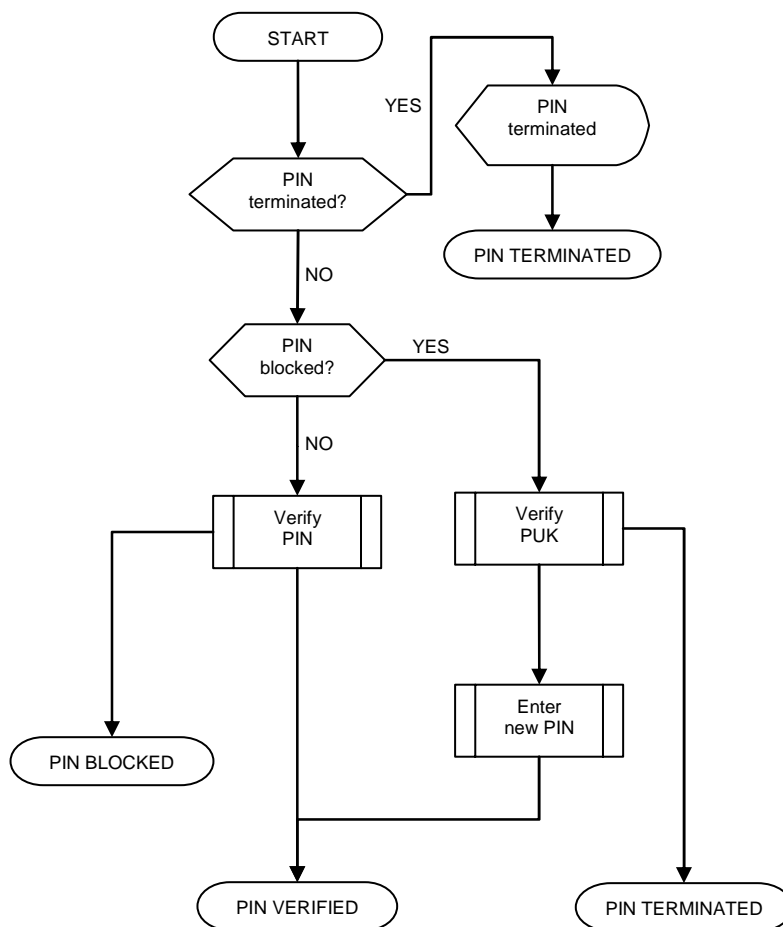 START
YES
PIN
terminated
PIN
terminated?
PIN TERMINATED
NO
PIN
blocked?
YES
NO
Verify
PIN
Verify
PUK
Enter
new PIN
PIN BLOCKED
PIN VERIFIED
PIN TERMINATED